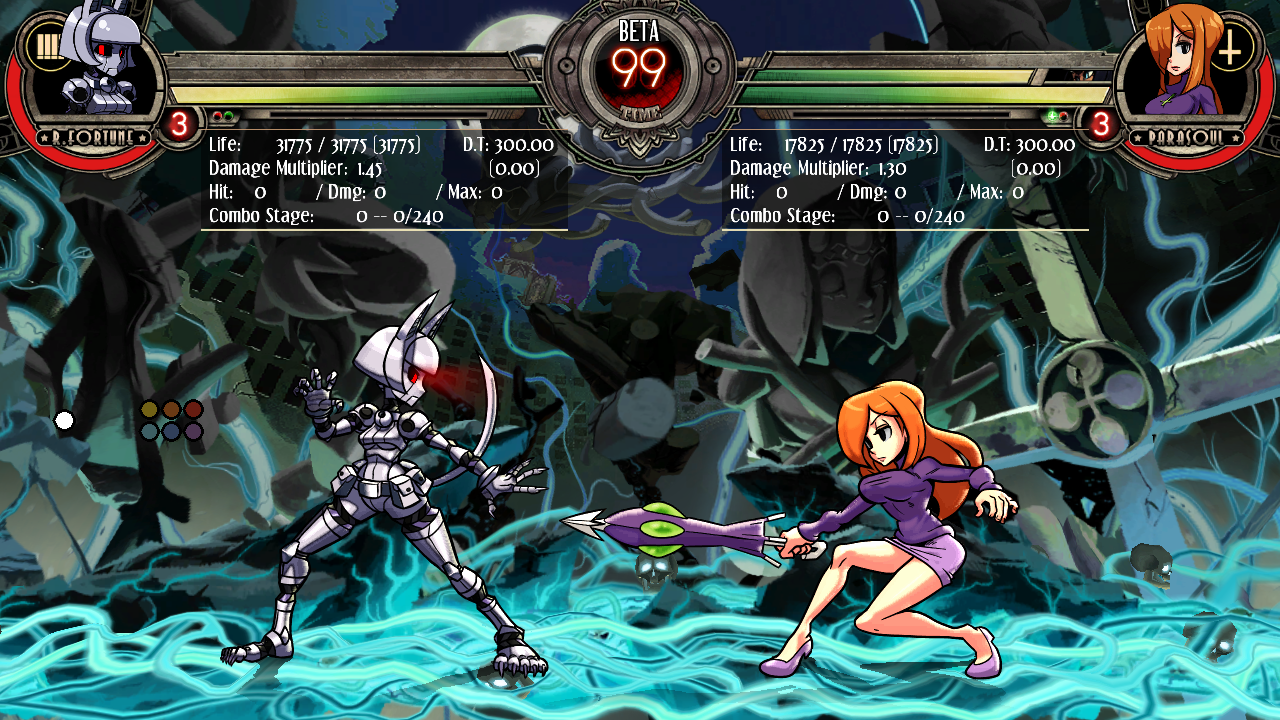 BETA
99
TIME
R.FORTUNE
3
3
PARASOUL
Life: 31775 / 31775 (31775) D.T: 300.00
Damage Multiplier: 1.45 (0.00)
Hit: 0 / Dmg: 0 / Max: 0
Combo Stage: 0 -- 0/240
Life: 17825 / 17825 (17825) D.T: 300.00
Damage Multiplier: 1.30 (0.00)
Hit: 0 / Dmg: 0 / Max: 0
Combo Stage: 0 -- 0/240